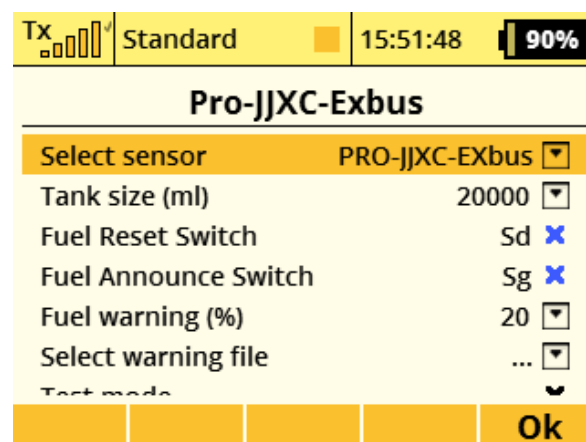 Tx Standard 15:51:48 90%
Pro-JJXC-Exbus
Select sensor PRO-JJXC-EXbus
Tank size (ml) 20000
Fuel Reset Switch Sd
Fuel Announce Switch Sg
Fuel warning (%) 20
Select warning file ...
Test mode
Ok